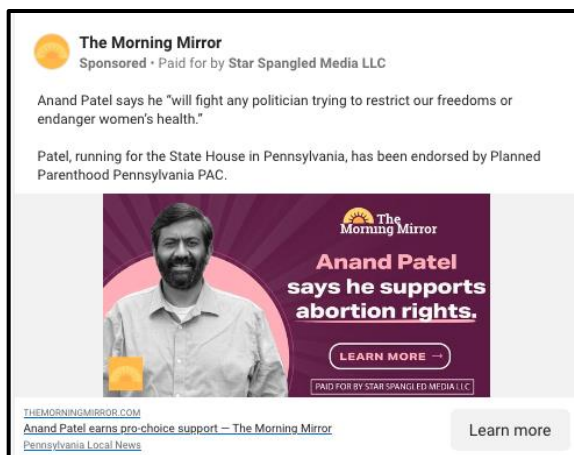 The Morning Mirror
Sponsored • Paid for by Star Spangled Media LLC
Anand Patel says he “will fight any politician trying to restrict our freedoms or
endanger women’s health.”
Patel, running for the State House in Pennsylvania, has been endorsed by Planned
Parenthood Pennsylvania PAC.
The
Morning Mirror
Anand Patel
says he supports
abortion rights.
LEARN MORE →
PAID FOR BY STAR SPANGLED MEDIA LLC
THEMORNINGMIRROR.COM
Anand Patel earns pro-choice support — The Morning Mirror
Pennsylvania Local News
Learn more